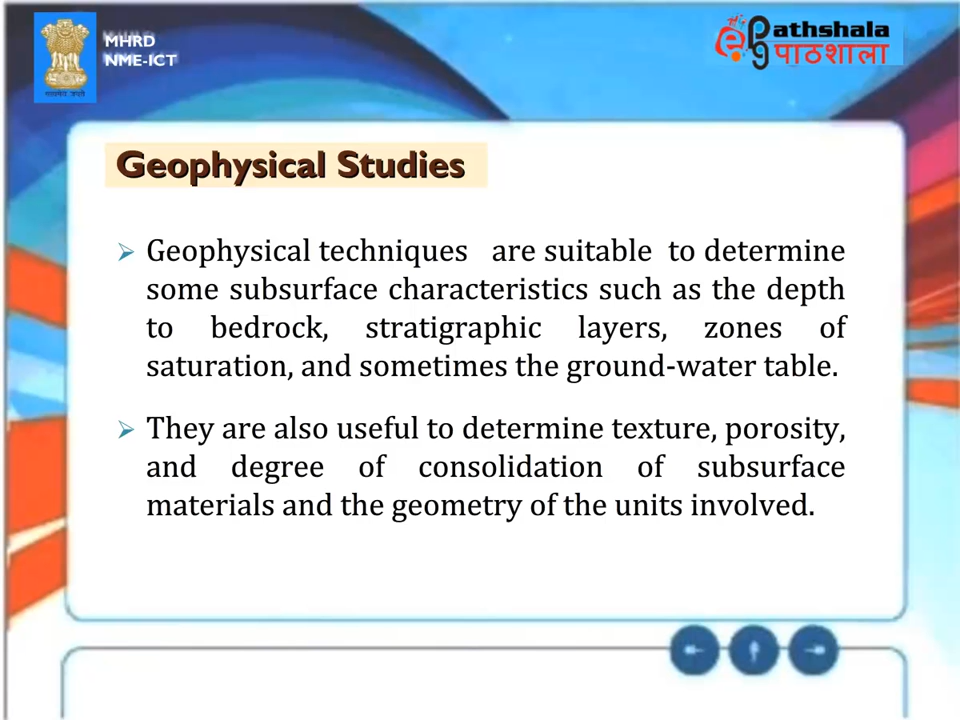 MHRD
NME-ICT
epg
athshala
पाठशाला
Geophysical Studies
Geophysical techniques are suitable to determine
some subsurface characteristics such as the depth
to bedrock, stratigraphic layers, zones of
saturation, and sometimes the ground-water table.
They are also useful to determine texture, porosity,
and degree of consolidation of subsurface
materials and the geometry of the units involved.